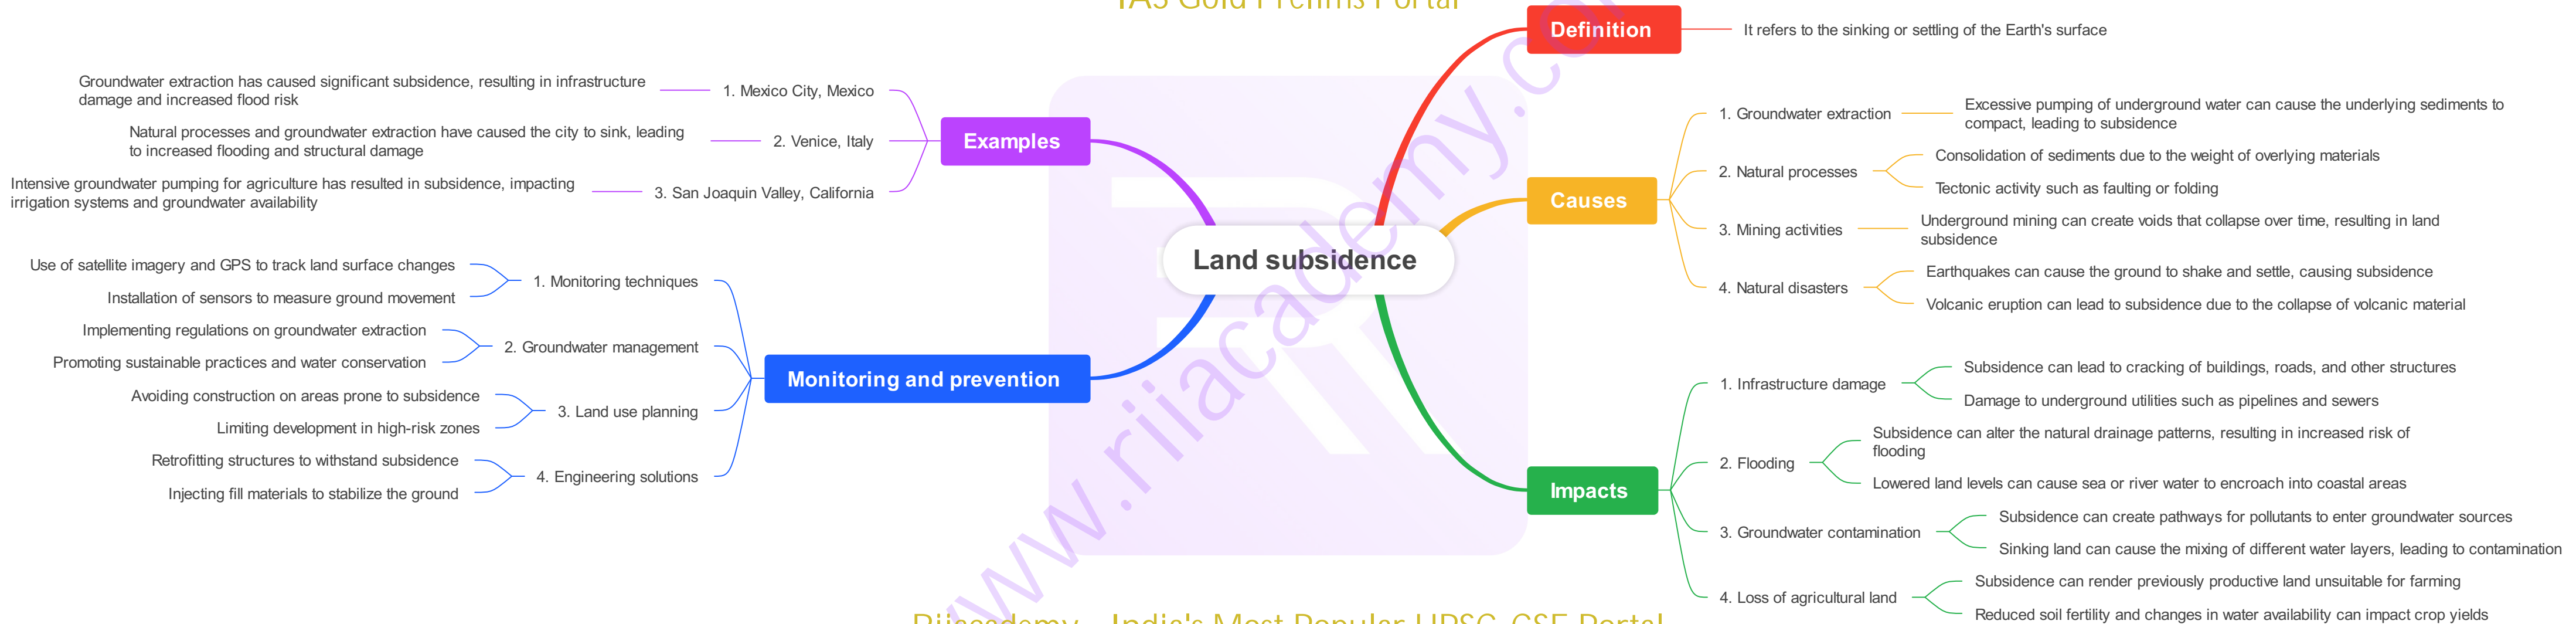 IAS Gold Prelims Portal
Land subsidence
Definition
It refers to the sinking or settling of the Earth's surface
Causes
1. Groundwater extraction
Excessive pumping of underground water can cause the underlying sediments to
compact, leading to subsidence
2. Natural processes
Consolidation of sediments due to the weight of overlying materials
Tectonic activity such as faulting or folding
3. Mining activities
Underground mining can create voids that collapse over time, resulting in land
subsidence
4. Natural disasters
Earthquakes can cause the ground to shake and settle, causing subsidence
Volcanic eruption can lead to subsidence due to the collapse of volcanic material
Impacts
1. Infrastructure damage
Subsidence can lead to cracking of buildings, roads, and other structures
Damage to underground utilities such as pipelines and sewers
2. Flooding
Subsidence can alter the natural drainage patterns, resulting in increased risk of
flooding
Lowered land levels can cause sea or river water to encroach into coastal areas
3. Groundwater contamination
Subsidence can create pathways for pollutants to enter groundwater sources
Sinking land can cause the mixing of different water layers, leading to contamination
4. Loss of agricultural land
Subsidence can render previously productive land unsuitable for farming
Reduced soil fertility and changes in water availability can impact crop yields
Examples
1. Mexico City, Mexico
Groundwater extraction has caused significant subsidence, resulting in infrastructure
damage and increased flood risk
2. Venice, Italy
Natural processes and groundwater extraction have caused the city to sink, leading
to increased flooding and structural damage
3. San Joaquin Valley, California
Intensive groundwater pumping for agriculture has resulted in subsidence, impacting
irrigation systems and groundwater availability
Monitoring and prevention
1. Monitoring techniques
Use of satellite imagery and GPS to track land surface changes
Installation of sensors to measure ground movement
2. Groundwater management
Implementing regulations on groundwater extraction
Promoting sustainable practices and water conservation
3. Land use planning
Avoiding construction on areas prone to subsidence
Limiting development in high-risk zones
4. Engineering solutions
Retrofitting structures to withstand subsidence
Injecting fill materials to stabilize the ground
www.rijacademy.co
India's Most Popular UPSC CSE Portal